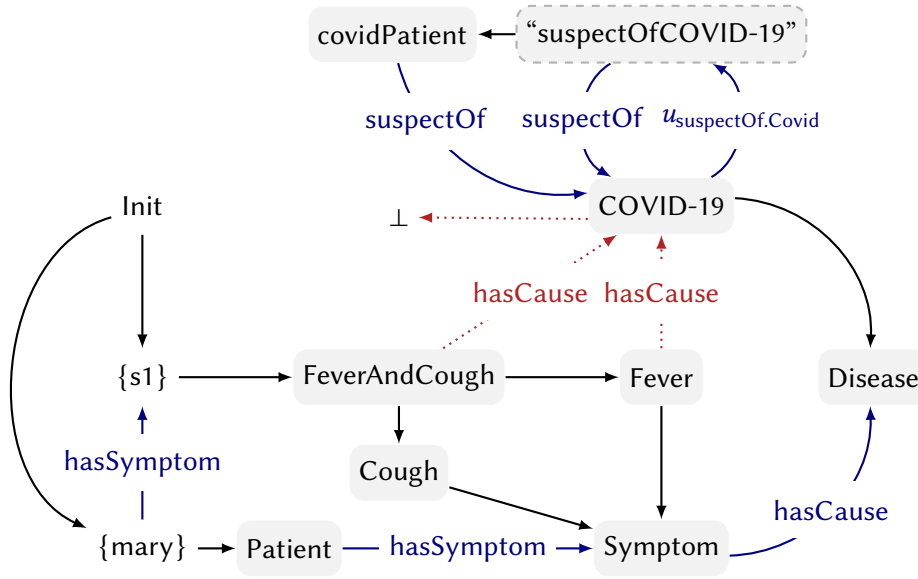 covidPatient
“suspectOfCOVID-19”
suspectOf
suspectOf
u suspectOf.Covid
Init
⊥
COVID-19
hasCause
hasCause
{s1}
FeverAndCough
Fever
Disease
hasSymptom
Cough
hasCause
{mary}
Patient
hasSymptom
Symptom